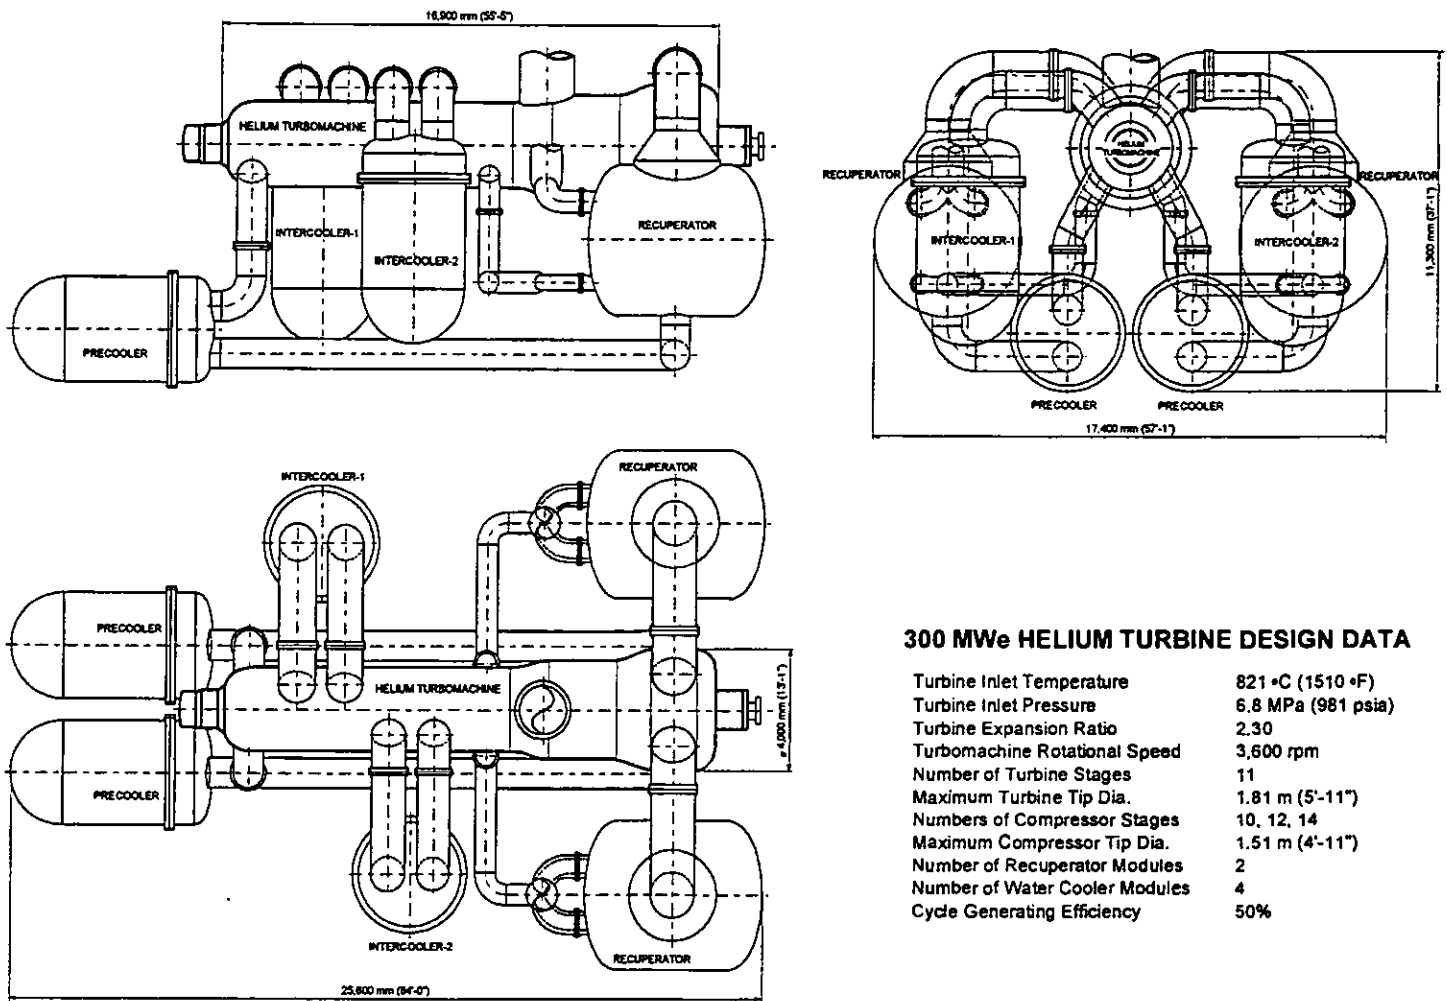 16,900 mm (55'-5")
HELIUM TURBOMACHINE
RECUPERATOR
INTERCOOLER-1
INTERCOOLER-2
PRECOOLER
HELIUM
TURBOMACHINE
RECUPERATOR
RECUPERATOR
INTERCOOLER-1
INTERCOOLER-2
11,300 mm (37'-1")
PRECOOLER
PRECOOLER
17,400 mm (57'-1")
INTERCOOLER-1
RECUPERATOR
PRECOOLER
HELIUM TURBOMACHINE
ø 4,000 mm (13'-1")
PRECOOLER
INTERCOOLER-2
RECUPERATOR
25,600 mm (84'-0")
300 MWe HELIUM TURBINE DESIGN DATA
Turbine Inlet Temperature 821 °C (1510 °F)
Turbine Inlet Pressure 6.8 MPa (981 psia)
Turbine Expansion Ratio 2.30
Turbomachine Rotational Speed 3,600 rpm
Number of Turbine Stages 11
Maximum Turbine Tip Dia. 1.81 m (5'-11")
Numbers of Compressor Stages 10, 12, 14
Maximum Compressor Tip Dia. 1.51 m (4'-11")
Number of Recuperator Modules 2
Number of Water Cooler Modules 4
Cycle Generating Efficiency 50%